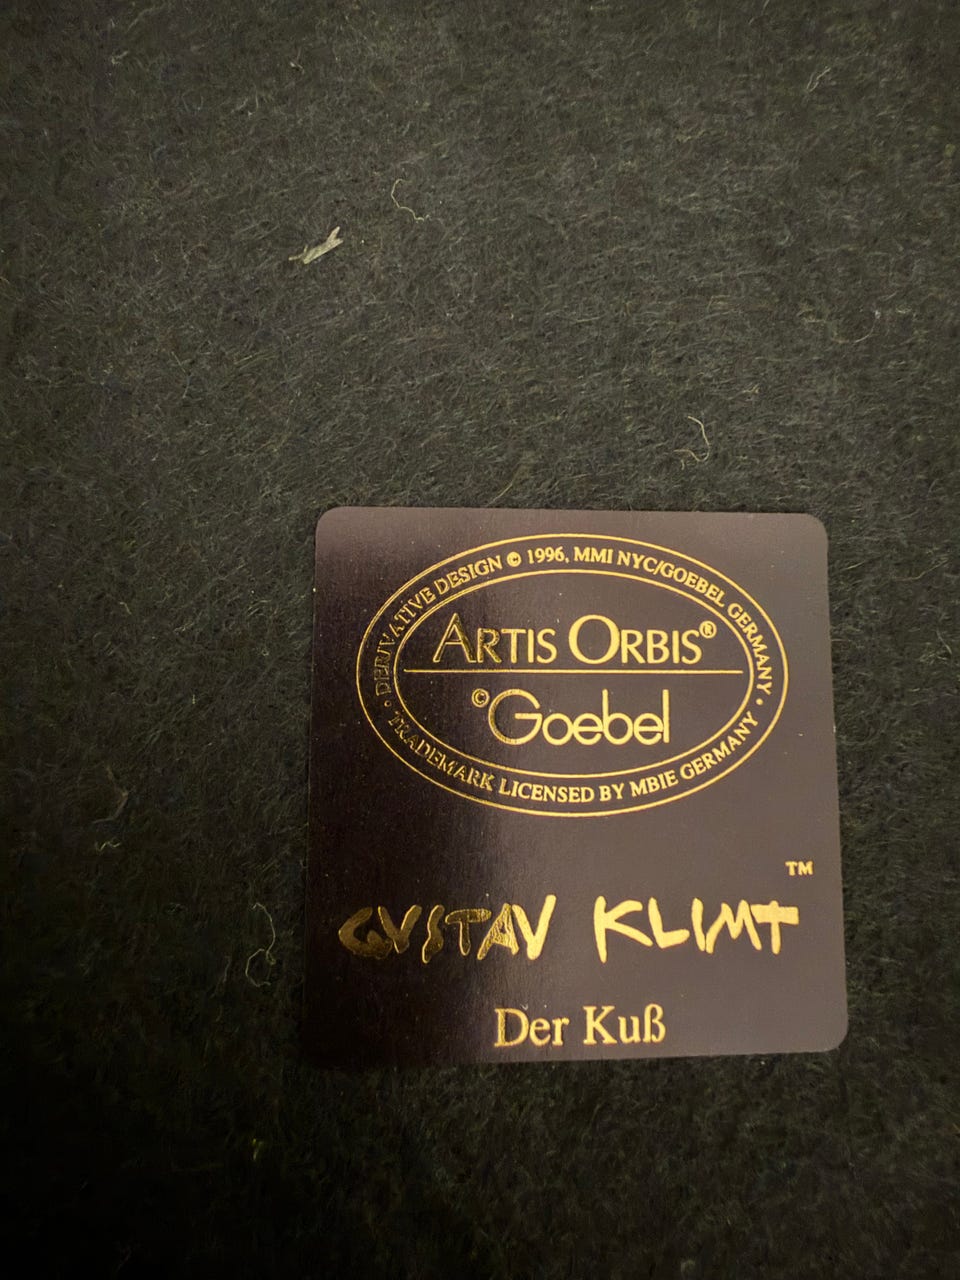 DERIVATIVE DESIGN © 1996, MMI NYC/GOEBEL GERMANY •
ARTIS ORBIS®
©Goebel
• TRADEMARK LICENSED BY MBIE GERMANY
TM
GUSTAV KLIMT
Der Kuß